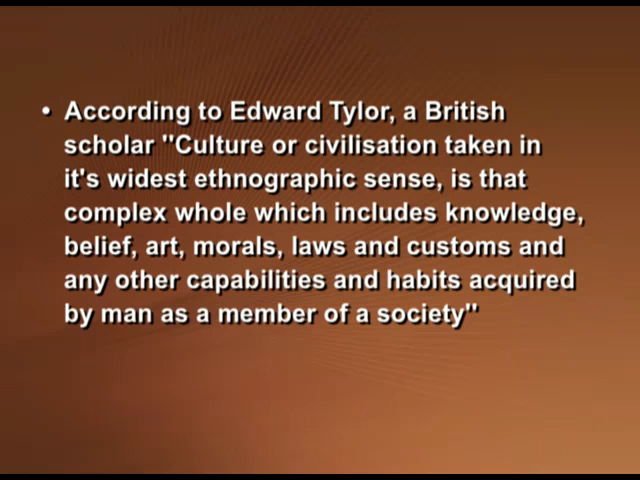 • According to Edward Tylor, a British
scholar "Culture or civilisation taken in
it's widest ethnographic sense, is that
complex whole which includes knowledge,
belief, art, morals, laws and customs and
any other capabilities and habits acquired
by man as a member of a society"